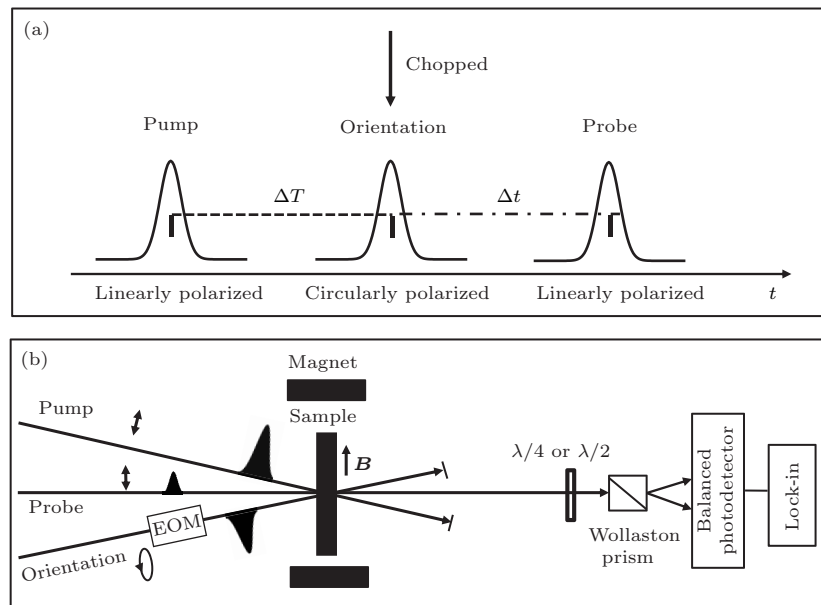 (a)
Chopped
Pump
Orientation
Probe
ΔT
Δt
Linearly polarized
Circularly polarized
Linearly polarized
t
(b)
Magnet
Pump
Sample
B
λ/4 or λ/2
Probe
EOM
Orientation
Wollaston
prism
Balanced
photodetector
Lock-in